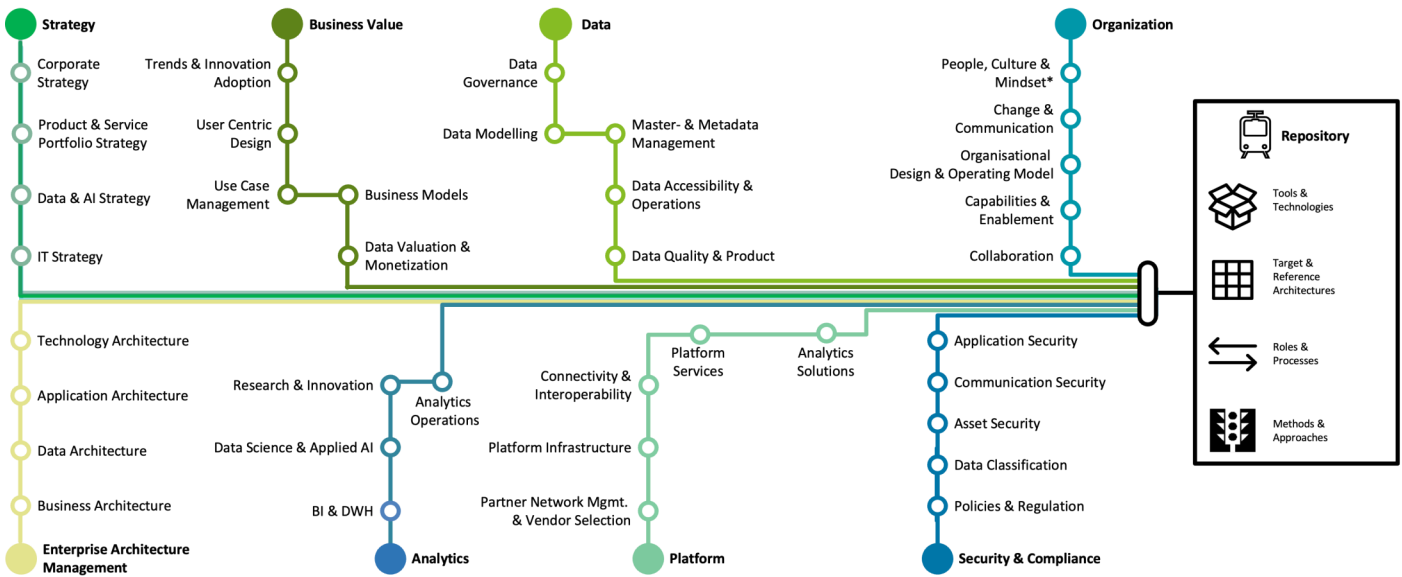 Strategy
Corporate
Strategy
Product & Service
Portfolio Strategy
Data & AI Strategy
IT Strategy
Business Value
Trends & Innovation
Adoption
User Centric
Design
Use Case
Management
Business Models
Data Valuation &
Monetization
Data
Data
Governance
Data Modelling
Master- & Metadata
Management
Data Accessibility &
Operations
Data Quality & Product
Organization
People, Culture &
Mindset*
Change &
Communication
Organisational
Design & Operating Model
Capabilities &
Enablement
Collaboration
Technology Architecture
Application Architecture
Data Architecture
Business Architecture
Enterprise Architecture
Management
Research & Innovation
Analytics
Operations
Data Science & Applied AI
BI & DWH
Analytics
Platform
Services
Analytics
Solutions
Connectivity &
Interoperability
Platform Infrastructure
Partner Network Mgmt.
& Vendor Selection
Platform
Application Security
Communication Security
Asset Security
Data Classification
Policies & Regulation
Security & Compliance
Repository
Tools &
Technologies
Target &
Reference
Architectures
Roles &
Processes
Methods &
Approaches